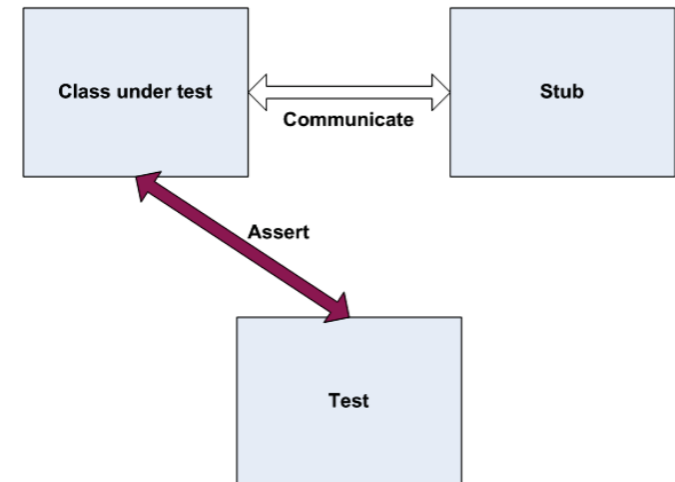 Class under test
Stub
Communicate
Assert
Test